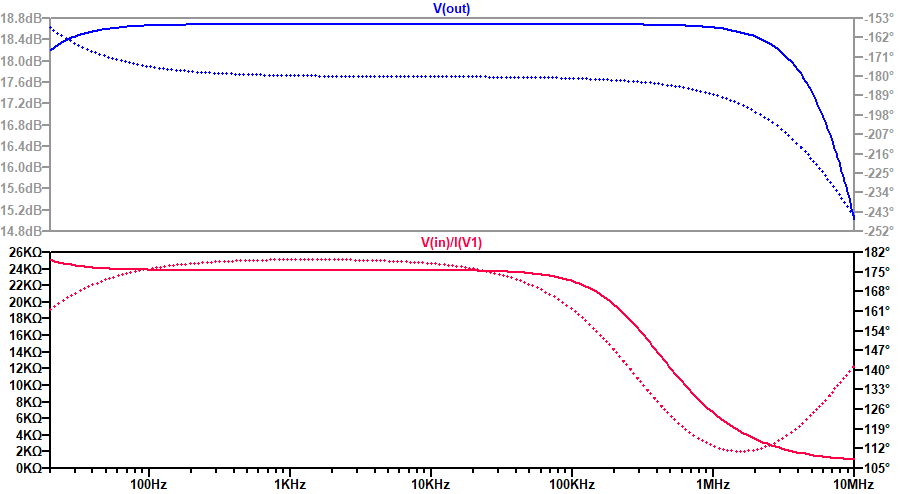 V(out)
18.8dB -153°
18.4dB -162°
18.0dB -171°
17.6dB -180°
17.2dB -189°
16.8dB -198°
16.4dB -207°
16.0dB -216°
15.6dB -225°
15.2dB -234°
-243°
14.8dB -252°
V(in)/I(V1)
26KΩ 182°
24KΩ 175°
22KΩ 168°
20KΩ 161°
18KΩ
16KΩ 154°
14KΩ 147°
12KΩ 140°
10KΩ 133°
8KΩ 126°
6KΩ
4KΩ 119°
2KΩ 112°
0KΩ 105°
100Hz 1KHz 10KHz 100KHz 1MHz 10MHz